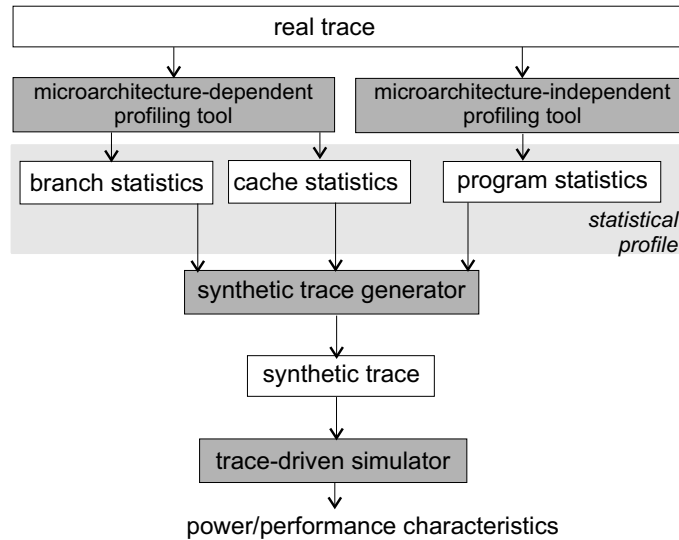 real trace
microarchitecture-dependent
profiling tool
microarchitecture-independent
profiling tool
branch statistics
cache statistics
program statistics
statistical
profile
synthetic trace generator
synthetic trace
trace-driven simulator
power/performance characteristics